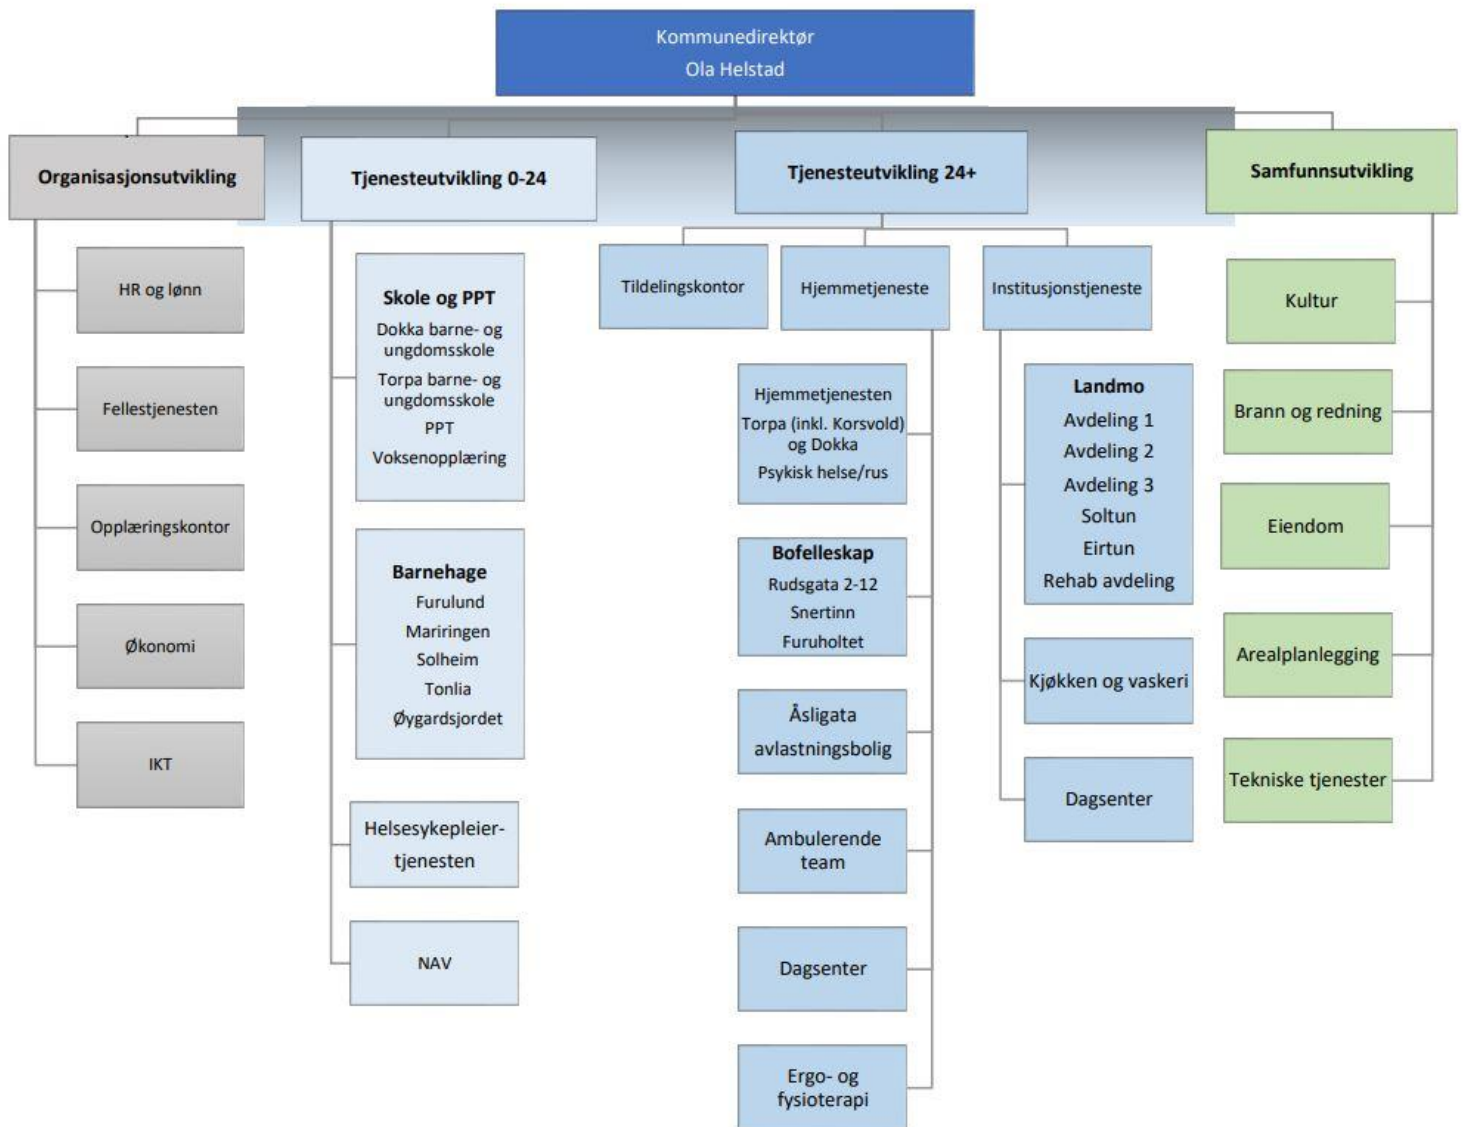 Kommunedirektør
Ola Helstad
Organisasjonsutvikling
Tjenesteutvikling 0-24
Tjenesteutvikling 24+
Samfunnsutvikling
HR og lønn
Fellestjenesten
Opplæringskontor
Økonomi
IKT
Skole og PPT
Dokka barne- og
ungdomsskole
Torpa barne- og
ungdomsskole
PPT
Voksenopplæring
Barnehage
Furulund
Mariringen
Solheim
Tonlia
Øygardsjordet
Helsesykepleier-
tjenesten
NAV
Tildelingskontor
Hjemmetjeneste
Institusjonstjeneste
Hjemmetjenesten
Torpa (inkl. Korsvold)
og Dokka
Psykisk helse/rus
Bofelleskap
Rudsgata 2-12
Snertinn
Furuholtet
Åsligata
avlastningsbolig
Ambulerende
team
Dagsenter
Ergo- og
fysioterapi
Landmo
Avdeling 1
Avdeling 2
Avdeling 3
Soltun
Eirtun
Rehab avdeling
Kjøkken og vaskeri
Dagsenter
Kultur
Brann og redning
Eiendom
Arealplanlegging
Tekniske tjenester